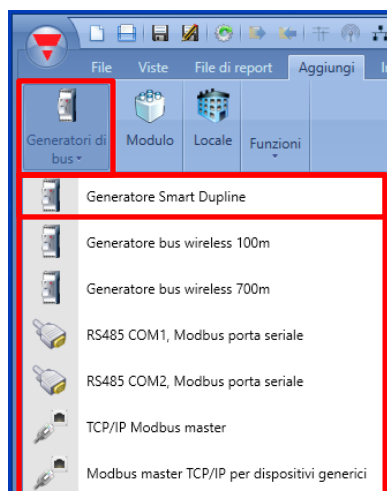 File Viste File di report Aggiungi
Generatori di
bus
Modulo Locale Funzioni
Generatore Smart Dupline
Generatore bus wireless 100m
Generatore bus wireless 700m
RS485 COM1, Modbus porta seriale
RS485 COM2, Modbus porta seriale
TCP/IP Modbus master
Modbus master TCP/IP per dispositivi generici